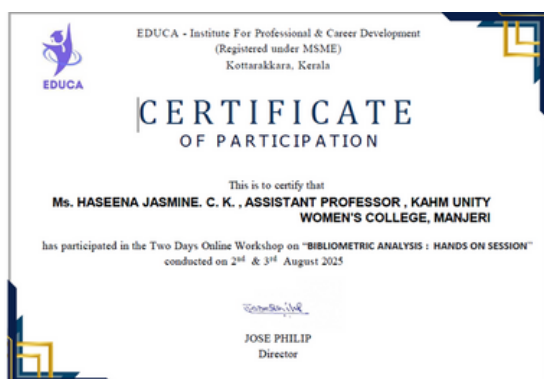 EDUCA - Institute For Professional & Career Development
(Registered under MSME)
Kottarakkara, Kerala
EDUCA
CERTIFICATE
OF PARTICIPATION
This is to certify that
Ms. HASEENA JASMINE. C. K. , ASSISTANT PROFESSOR , KAHM UNITY
WOMEN'S COLLEGE, MANJERI
has participated in the Two Days Online Workshop on “BIBLIOMETRIC ANALYSIS : HANDS ON SESSION”
conducted on 2nd & 3rd August 2025
JOSE PHILIP
Director